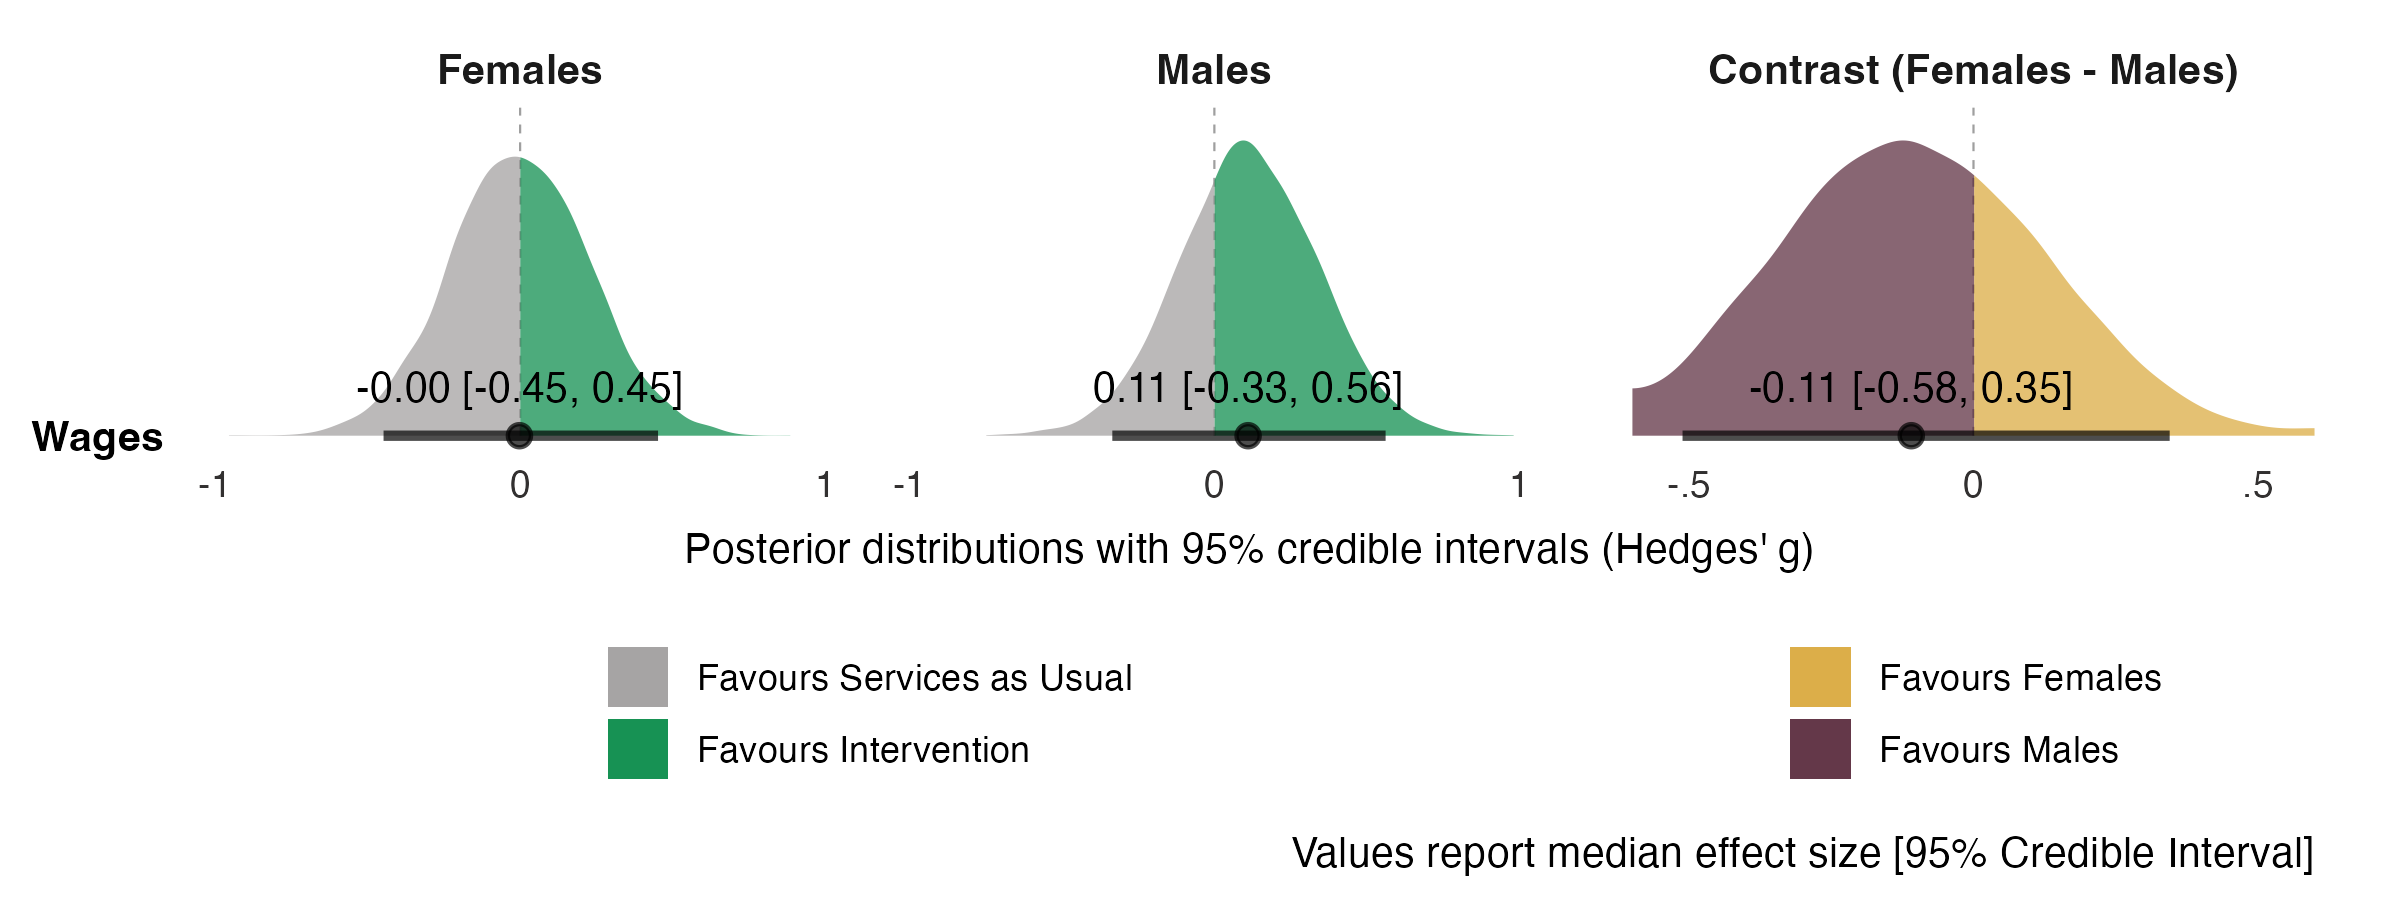 Females Males Contrast (Females - Males)
-0.00 [-0.45, 0.45] 0.11 [-0.33, 0.56] -0.11 [-0.58, 0.35]
Wages
-1 0 1 -1 0 1 -.5 0 .5
Posterior distributions with 95% credible intervals (Hedges' g)
Favours Services as Usual Favours Females
Favours Intervention Favours Males
Values report median effect size [95% Credible Interval]